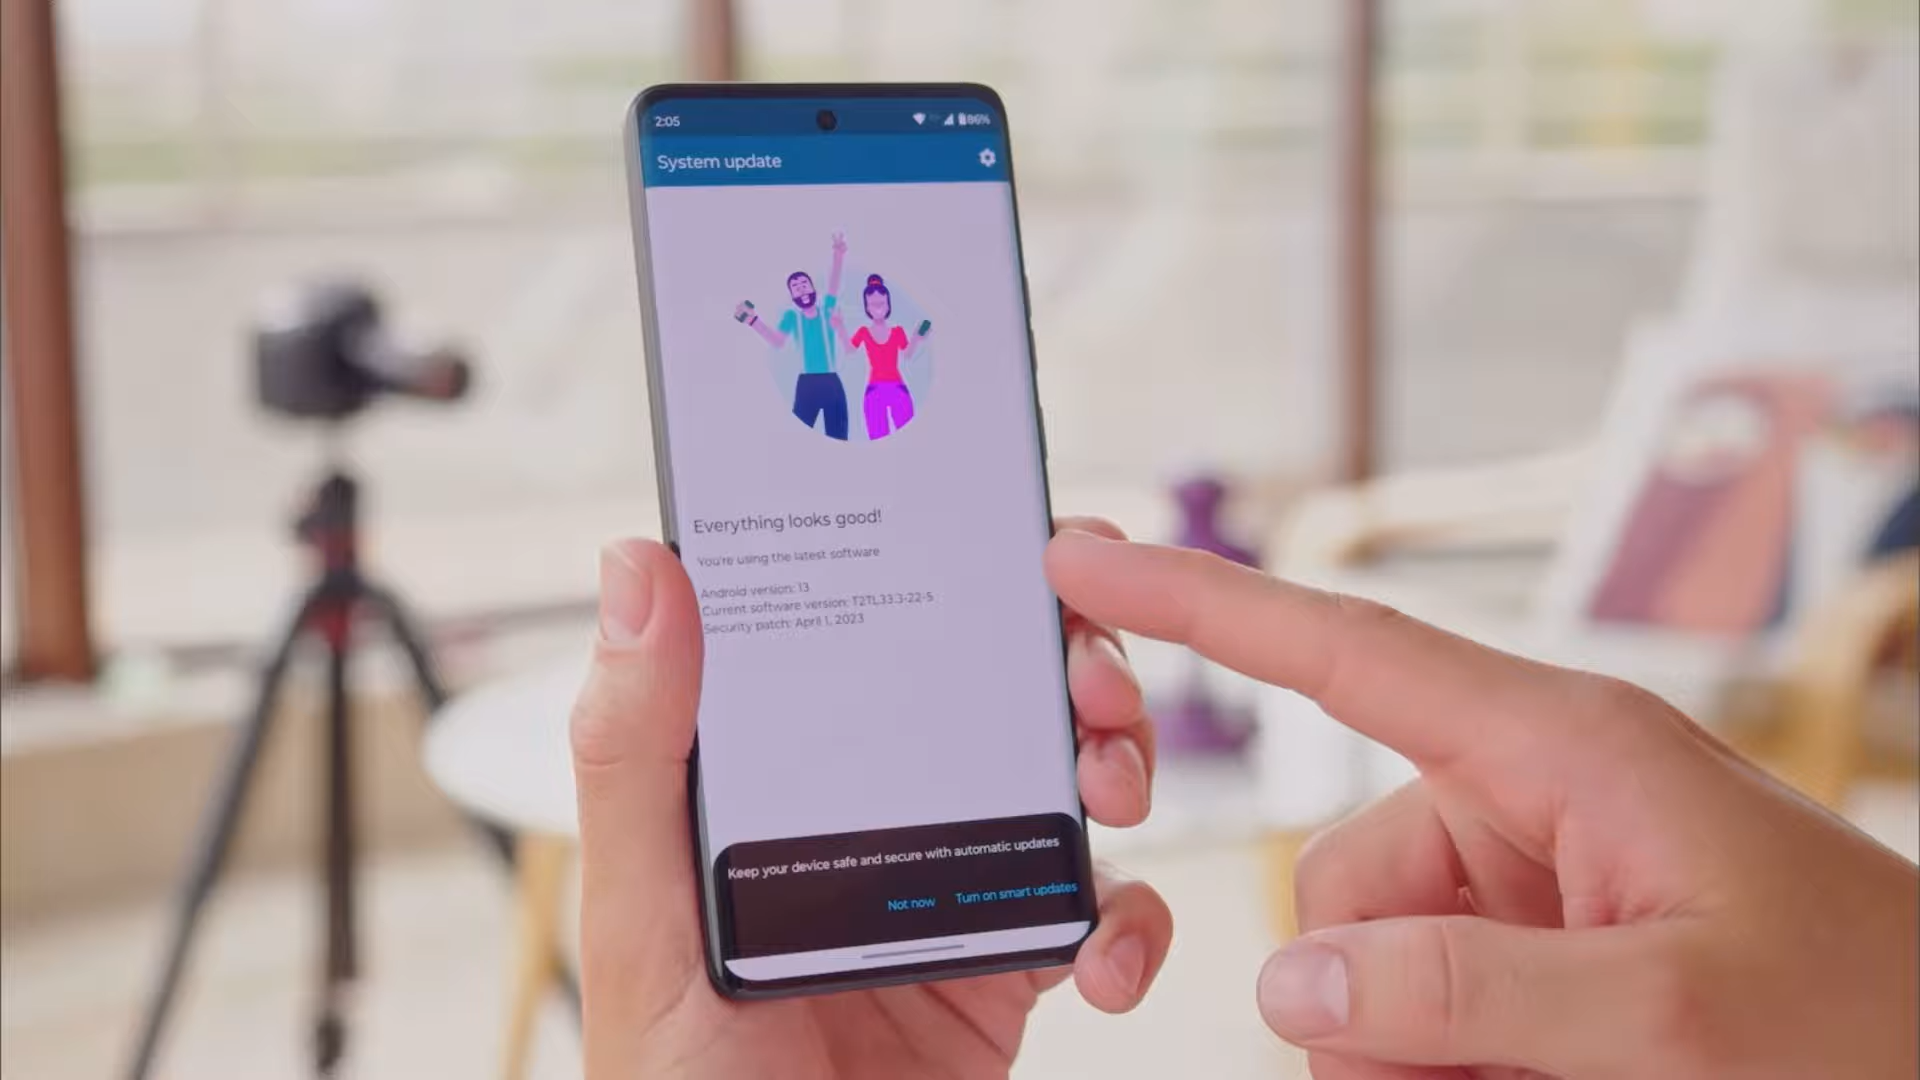 2:05
86%
System update
Everything looks good!
You're using the latest software
Android version: 13
Current software version: T2TL33.3-22-5
Security patch: April 1, 2023
Keep your device safe and secure with automatic updates
Not now Turn on smart updates